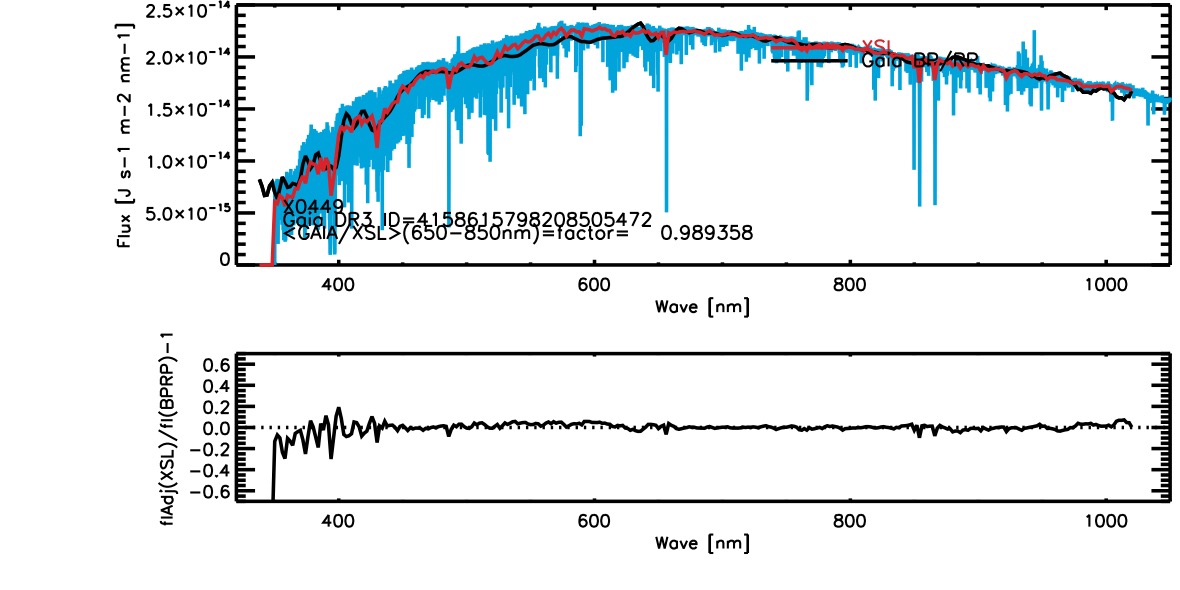 2.5×10−14
2.0×10−14
1.5×10−14
1.0×10−14
5.0×10−15
0
Flux [J s−1 m−2 nm−1]
XSL
Gaia BP/RP
X0449
Gaia DR3 ID=4158615798208505472
<GAIA/XSL>(650−850nm)=factor= 0.989358
400 600 800 1000
Wave [nm]
flAdj(XSL)/fl(BPRP)−1
0.6
0.4
0.2
0.0
−0.2
−0.4
−0.6
400 600 800 1000
Wave [nm]